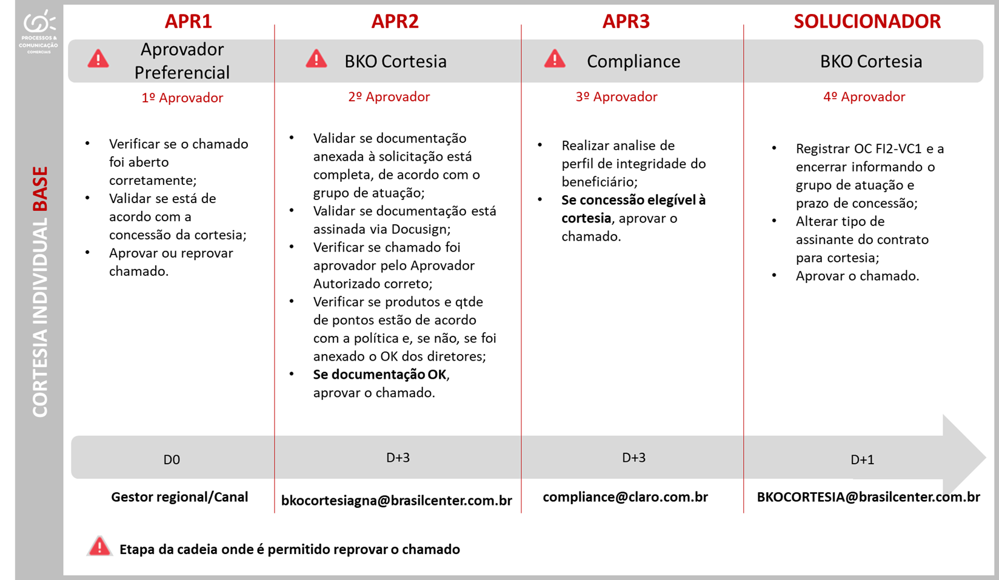 PROCESSOS &
COMUNICAÇÃO
COMERCIAIS
CORTESIA INDIVIDUAL BASE
APR1
Aprovador
Preferencial
1º Aprovador
• Verificar se o chamado
foi aberto
corretamente;
• Validar se está de
acordo com a
concessão da cortesia;
• Aprovar ou reprovar
chamado.
D0
Gestor regional/Canal
APR2
BKO Cortesia
2º Aprovador
• Validar se documentação
anexada à solicitação está
completa, de acordo com o
grupo de atuação;
• Validar se documentação está
assinada via Docusign;
• Verificar se chamado foi
aprovador pelo Aprovador
Autorizado correto;
• Verificar se produtos e qtde
de pontos estão de acordo
com a política e, se não, se foi
anexado o OK dos diretores;
• Se documentação OK,
aprovar o chamado.
D+3
bkocortesiagna@brasilcenter.com.br
APR3
Compliance
3º Aprovador
• Realizar analise de
perfil de integridade do
beneficiário;
• Se concessão elegível à
cortesia, aprovar o
chamado.
D+3
compliance@claro.com.br
SOLUCIONADOR
BKO Cortesia
4º Aprovador
• Registrar OC FI2-VC1 e a
encerrar informando o
grupo de atuação e
prazo de concessão;
• Alterar tipo de
assinante do contrato
para cortesia;
• Aprovar o chamado.
D+1
BKOCORTESIA@brasilcenter.com.br
Etapa da cadeia onde é permitido reprovar o chamado